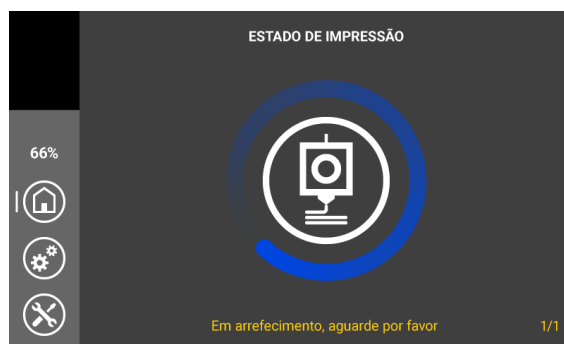 ESTADO DE IMPRESSÃO
66%
Em arrefecimento, aguarde por favor
1/1